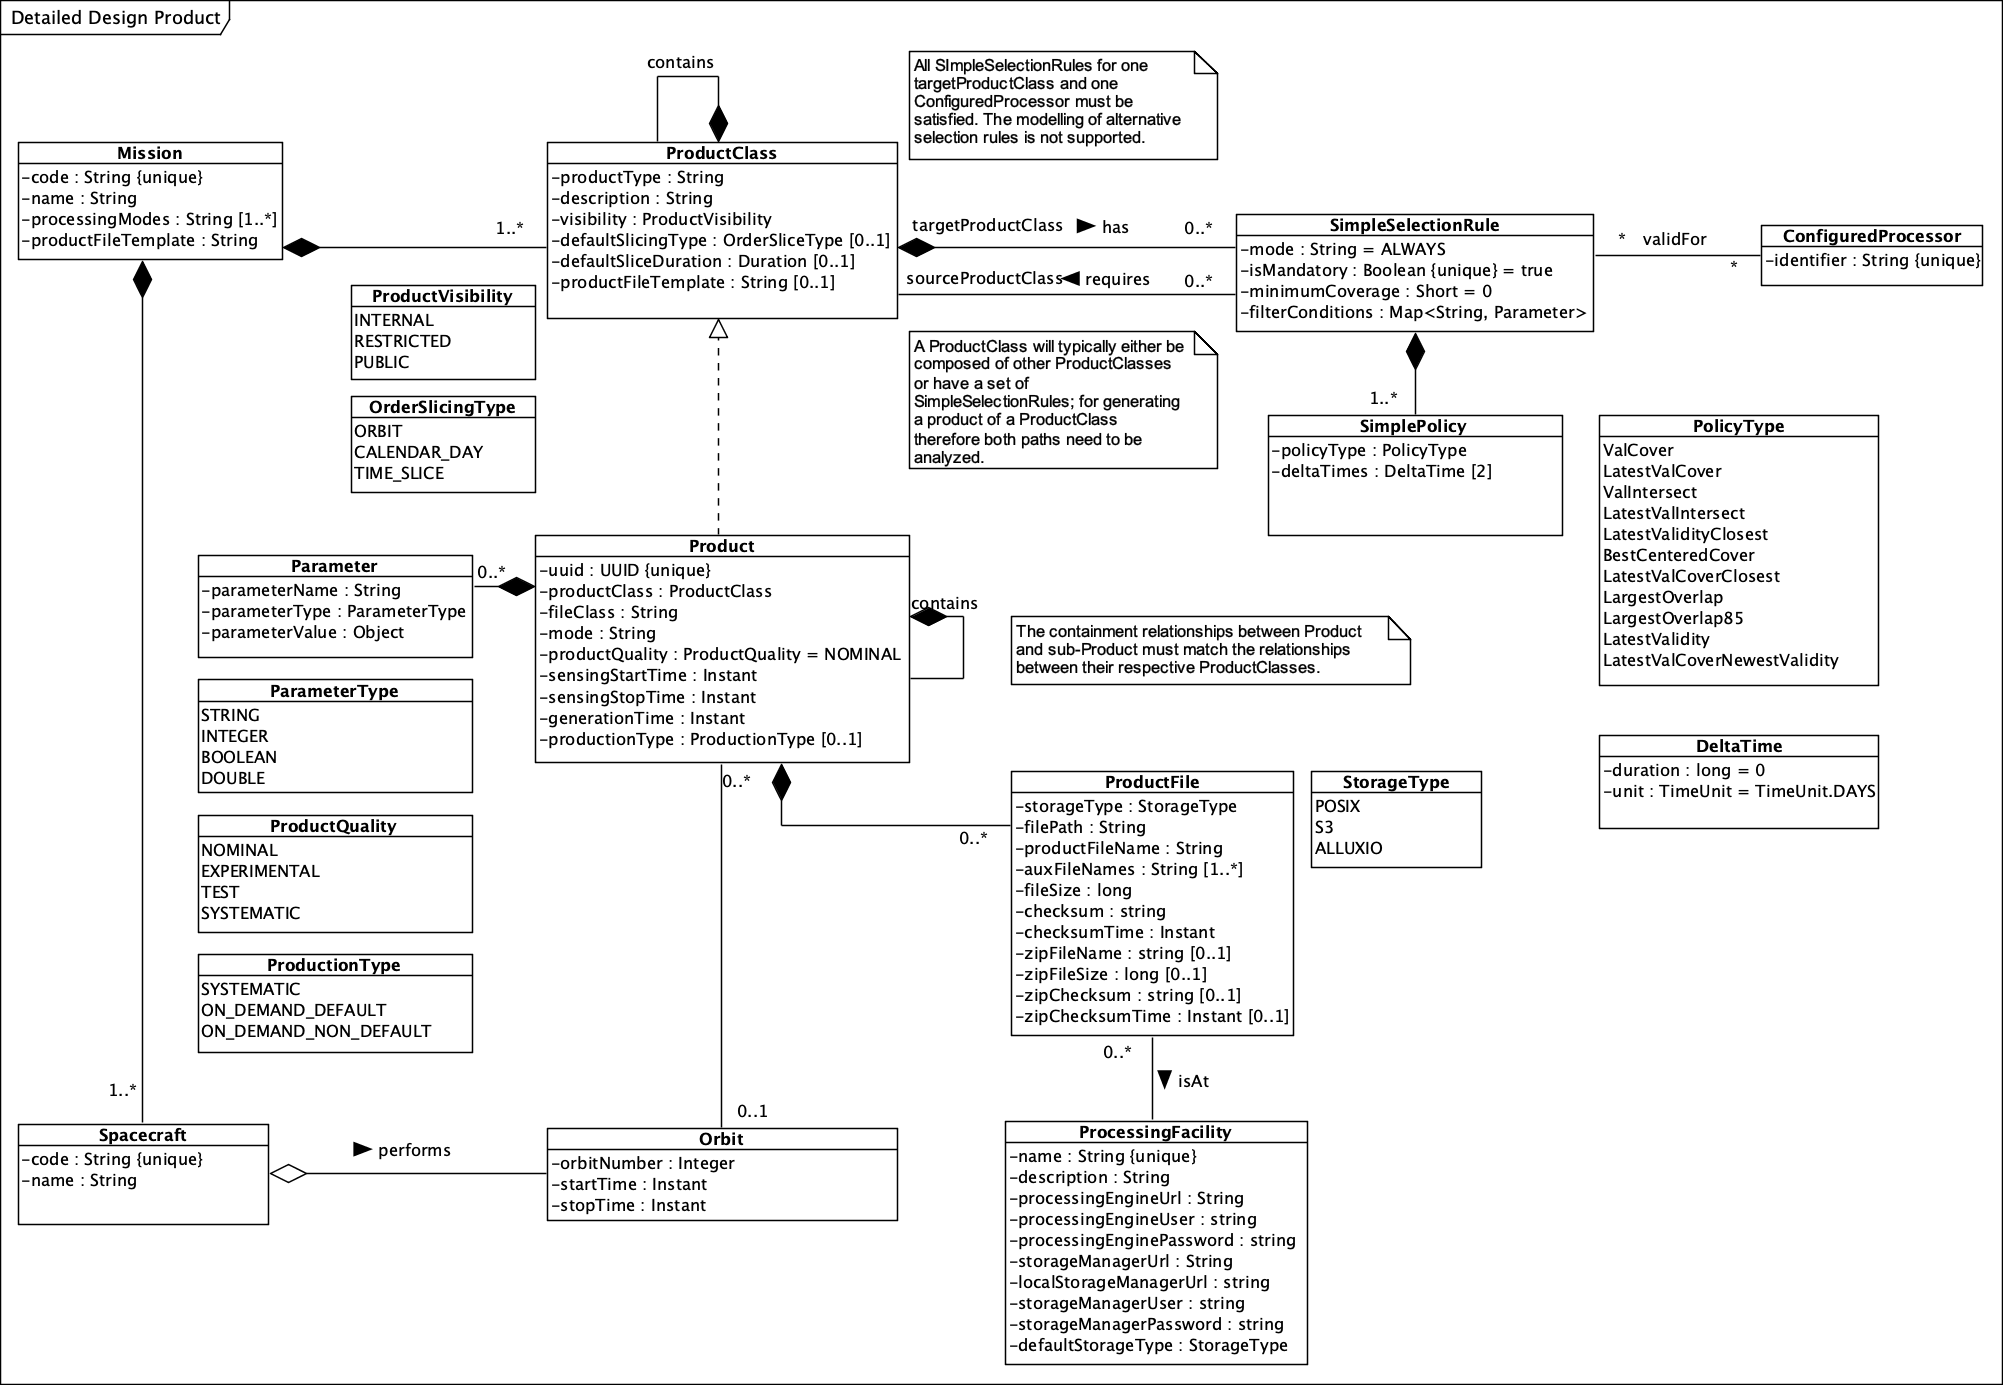 Detailed Design Product
contains
All SImpleSelectionRules for one
targetProductClass and one
ConfiguredProcessor must be
satisfied. The modelling of alternative
selection rules is not supported.
Mission
-code : String {unique}
-name : String
-processingModes : String [1..*]
-productFileTemplate : String
1..*
ProductClass
-productType : String
-description : String
-visibility : ProductVisibility
-defaultSlicingType : OrderSliceType [0..1]
-defaultSliceDuration : Duration [0..1]
-productFileTemplate : String [0..1]
targetProductClass ▶ has 0..*
sourceProductClass◀ requires 0..*
SimpleSelectionRule
-mode : String = ALWAYS
-isMandatory : Boolean {unique} = true
-minimumCoverage : Short = 0
-filterConditions : Map<String, Parameter>
* validFor
*
ConfiguredProcessor
-identifier : String {unique}
ProductVisibility
INTERNAL
RESTRICTED
PUBLIC
OrderSlicingType
ORBIT
CALENDAR_DAY
TIME_SLICE
A ProductClass will typically either be
composed of other ProductClasses
or have a set of
SimpleSelectionRules; for generating
a product of a ProductClass
therefore both paths need to be
analyzed.
1..*
SimplePolicy
-policyType : PolicyType
-deltaTimes : DeltaTime [2]
PolicyType
ValCover
LatestValCover
ValIntersect
LatestValIntersect
LatestValidityClosest
BestCenteredCover
LatestValCoverClosest
LargestOverlap
LargestOverlap85
LatestValidity
LatestValCoverNewestValidity
Parameter
-parameterName : String
-parameterType : ParameterType
-parameterValue : Object
0..*
Product
-uuid : UUID {unique}
-productClass : ProductClass
-fileClass : String
-mode : String
-productQuality : ProductQuality = NOMINAL
-sensingStartTime : Instant
-sensingStopTime : Instant
-generationTime : Instant
-productionType : ProductionType [0..1]
contains
The containment relationships between Product
and sub-Product must match the relationships
between their respective ProductClasses.
ParameterType
STRING
INTEGER
BOOLEAN
DOUBLE
ProductQuality
NOMINAL
EXPERIMENTAL
TEST
SYSTEMATIC
ProductionType
SYSTEMATIC
ON_DEMAND_DEFAULT
ON_DEMAND_NON_DEFAULT
0..*
0..*
ProductFile
-storageType : StorageType
-filePath : String
-productFileName : String
-auxFileNames : String [1..*]
-fileSize : long
-checksum : string
-checksumTime : Instant
-zipFileName : string [0..1]
-zipFileSize : long [0..1]
-zipChecksum : string [0..1]
-zipChecksumTime : Instant [0..1]
StorageType
POSIX
S3
ALLUXIO
DeltaTime
-duration : long = 0
-unit : TimeUnit = TimeUnit.DAYS
0..*
▼ isAt
1..*
Spacecraft
-code : String {unique}
-name : String
▶ performs
0..1
Orbit
-orbitNumber : Integer
-startTime : Instant
-stopTime : Instant
ProcessingFacility
-name : String {unique}
-description : String
-processingEngineUrl : String
-processingEngineUser : string
-processingEnginePassword : string
-storageManagerUrl : String
-localStorageManagerUrl : string
-storageManagerUser : string
-storageManagerPassword : string
-defaultStorageType : StorageType